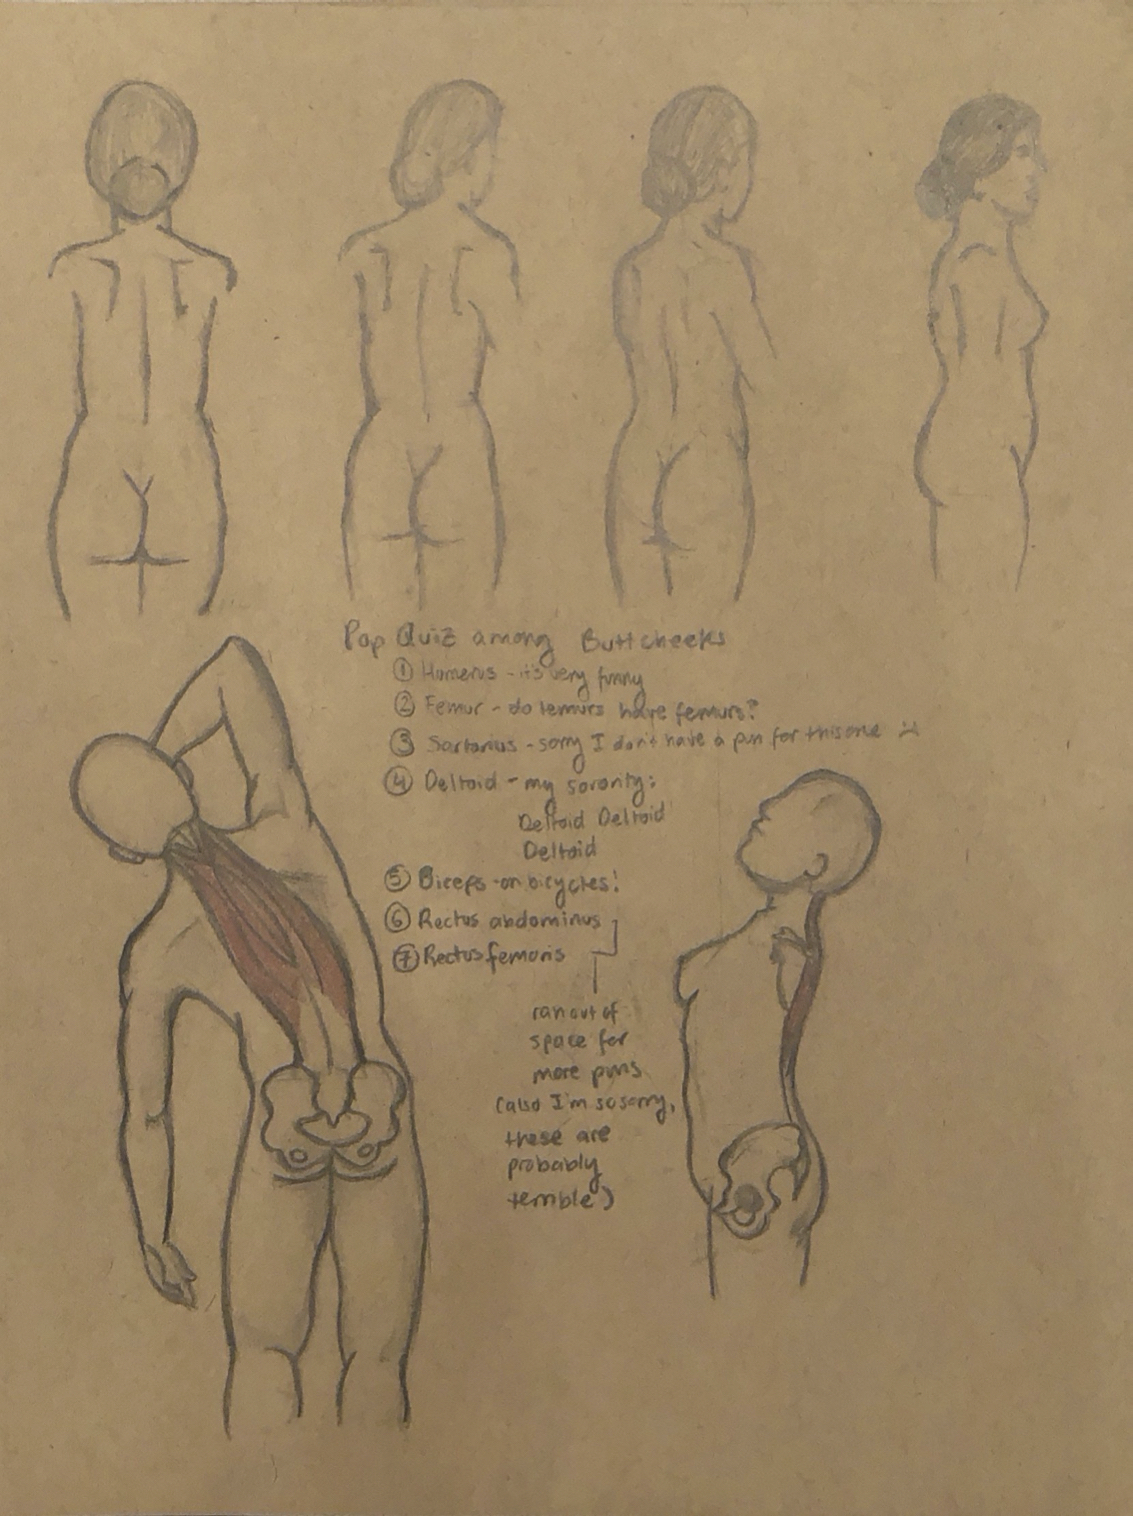 Pop Quiz among Buttcheeks
① Humerus - it's very funny
② Femur - do lemurs have femurs?
③ Sartorius - sorry I don't have a pun for this one :(
④ Deltoid - my sorority:
Deltoid Deltoid
Deltoid
⑤ Biceps - on bicycles!
⑥ Rectus abdominus
⑦ Rectus femoris
ran out of
space for
more puns
(also I'm so sorry,
these are
probably
terrible)